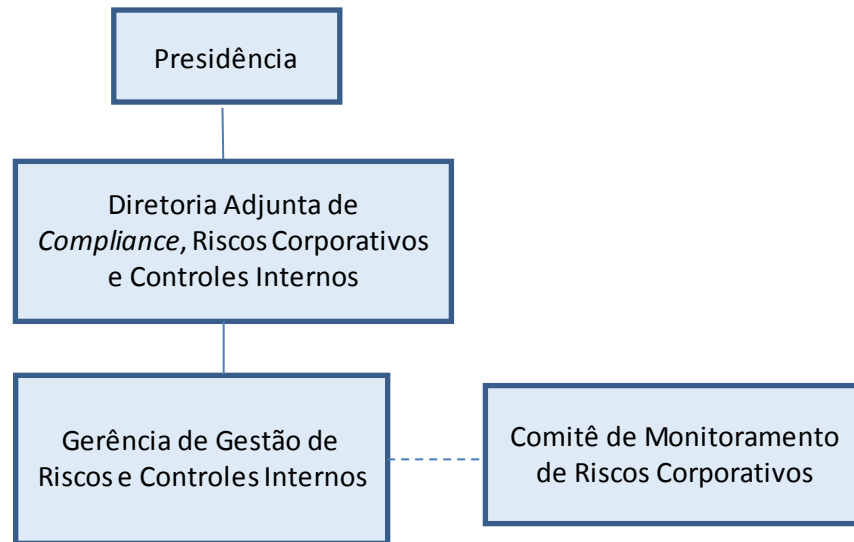 Presidência
Diretoria Adjunta de
Compliance, Riscos Corporativos
e Controles Internos
Gerência de Gestão de
Riscos e Controles Internos
Comitê de Monitoramento
de Riscos Corporativos